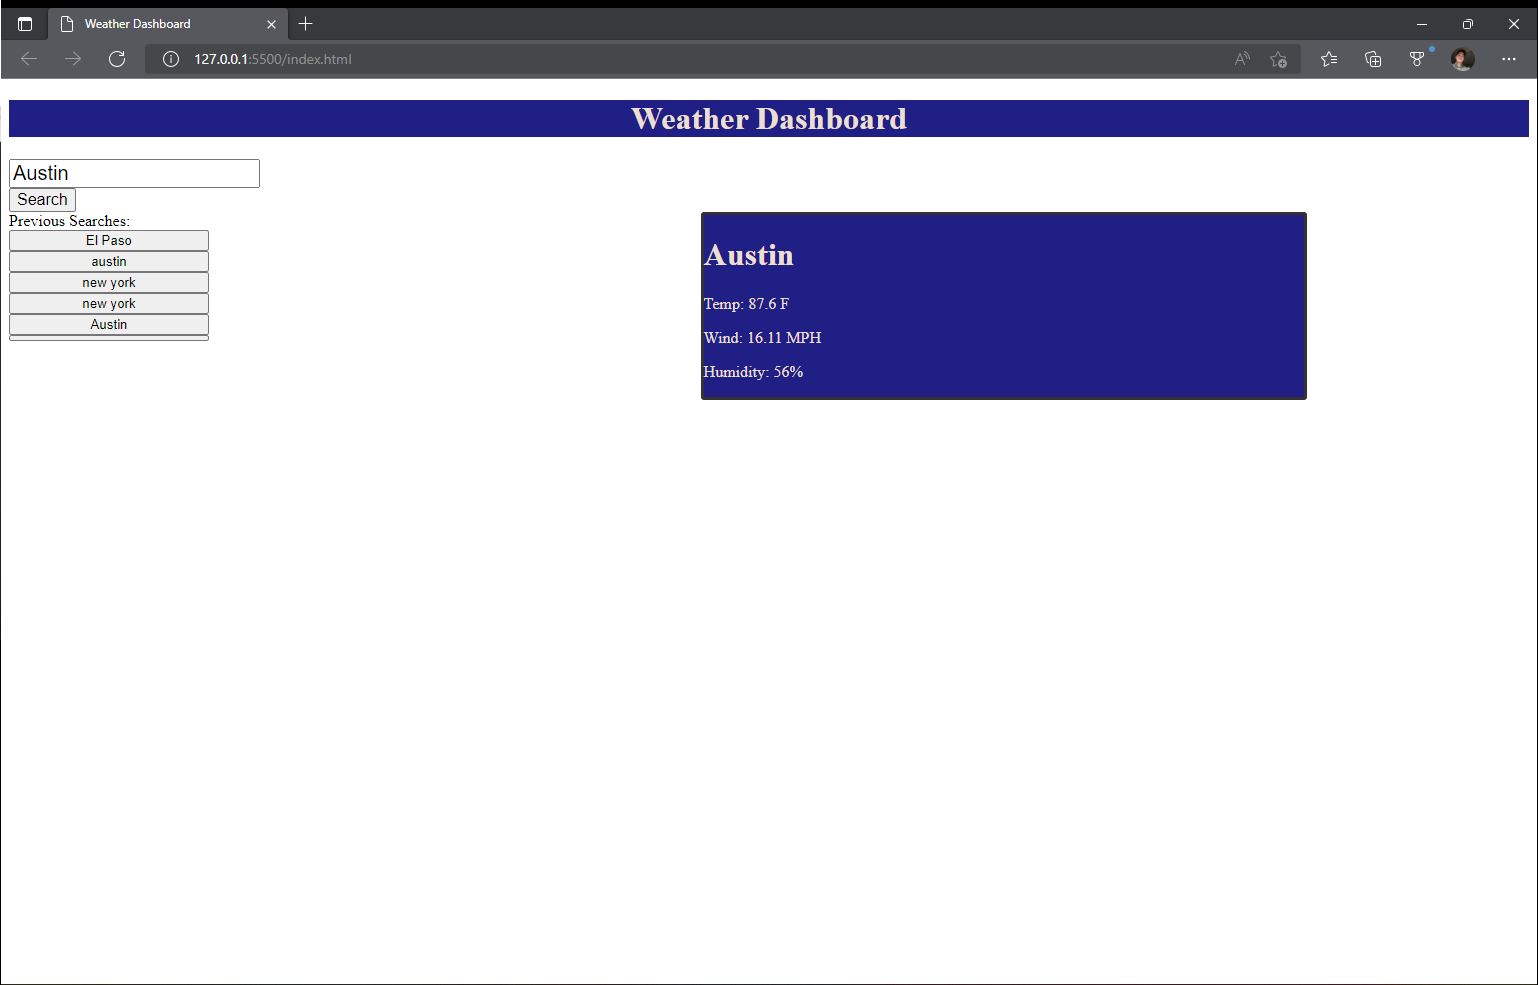 Weather Dashboard
127.0.0.1:5500/index.html
Weather Dashboard
Austin
Search
Previous Searches:
El Paso
austin
new york
new york
Austin
Austin
Temp: 87.6 F
Wind: 16.11 MPH
Humidity: 56%